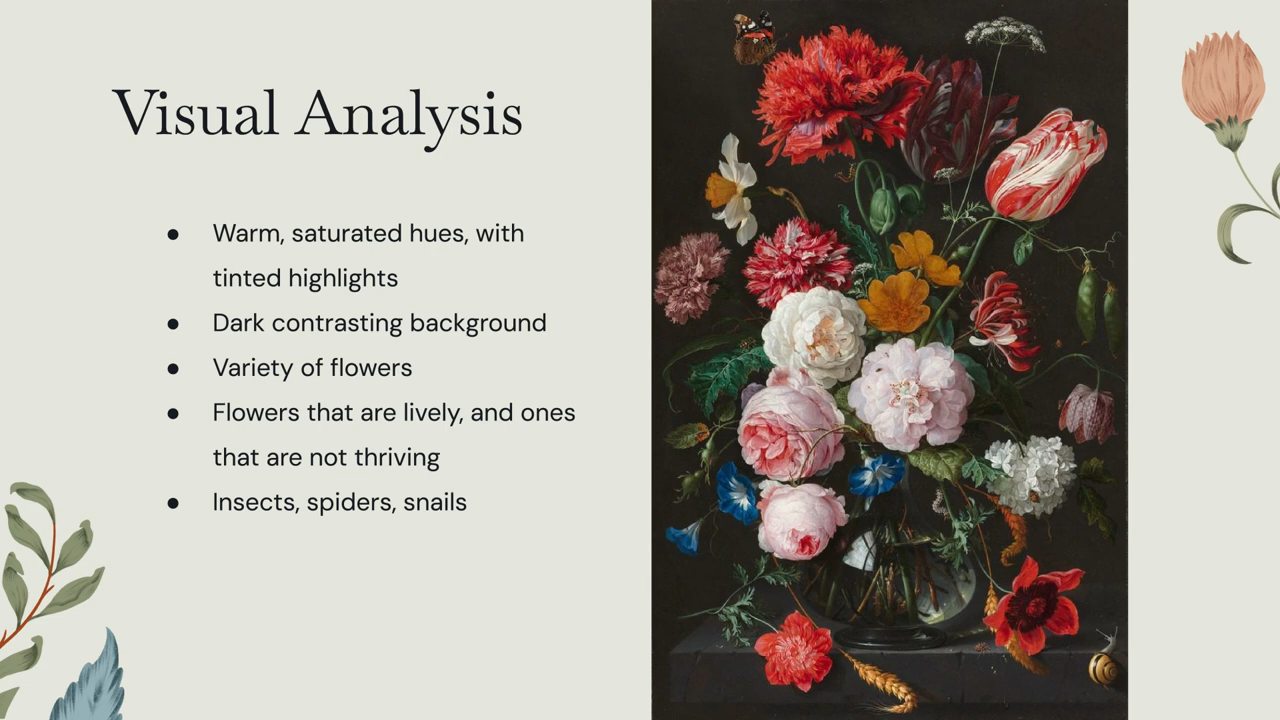 Visual Analysis
● Warm, saturated hues, with
tinted highlights
● Dark contrasting background
● Variety of flowers
● Flowers that are lively, and ones
that are not thriving
● Insects, spiders, snails